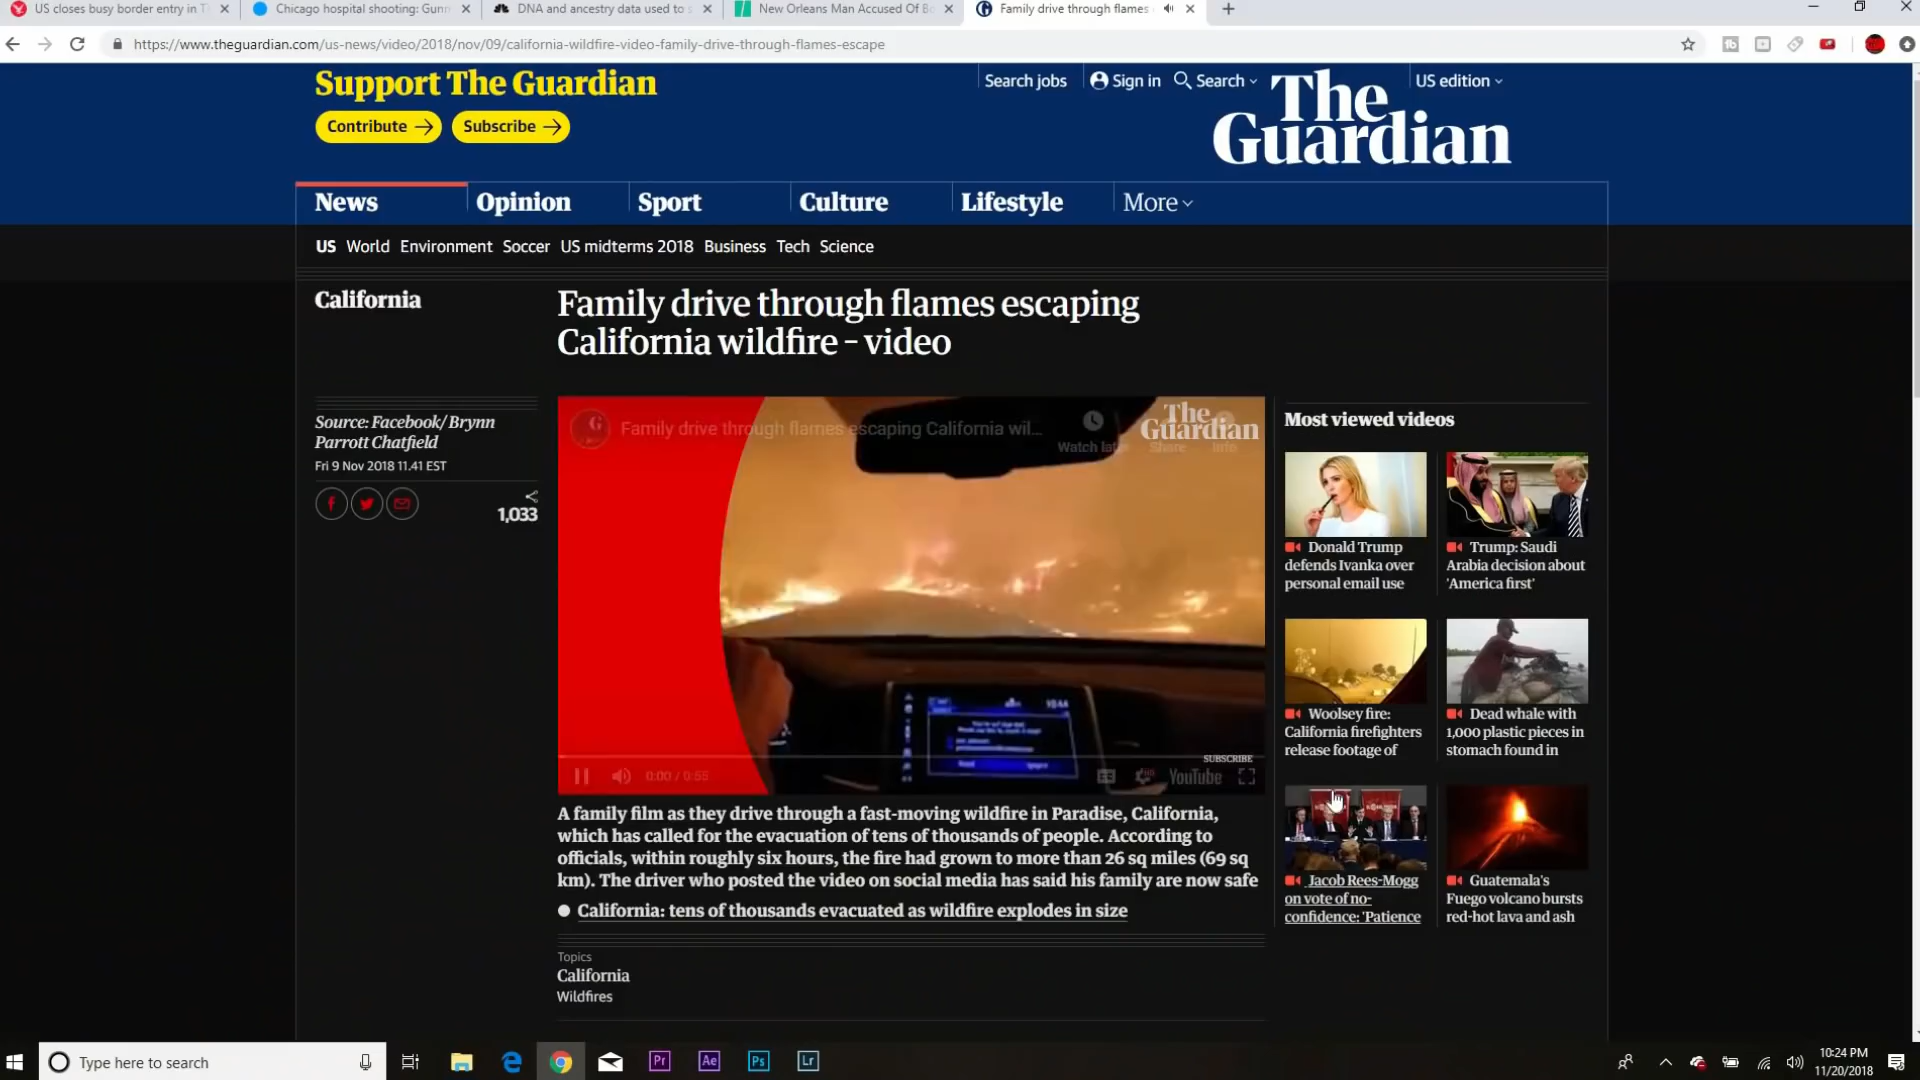 US closes busy border entry in T
Chicago hospital shooting: Gunn
DNA and ancestry data used to s
New Orleans Man Accused Of Bo
Family drive through flames
https://www.theguardian.com/us-news/video/2018/nov/09/california-wildfire-video-family-drive-through-flames-escape
Support The Guardian
Contribute
Subscribe
Search jobs
Sign in
Search
US edition
The
Guardian
News
Opinion
Sport
Culture
Lifestyle
More
US World Environment Soccer US midterms 2018 Business Tech Science
California
Family drive through flames escaping
California wildfire – video
Source: Facebook/ Brynn
Parrott Chatfield
Fri 9 Nov 2018 11.41 EST
1,033
Family drive through flames escaping California wil...
Watch later
Share
Info
The
Guardian
SUBSCRIBE
0:00 / 0:55
YouTube
A family film as they drive through a fast-moving wildfire in Paradise, California,
which has called for the evacuation of tens of thousands of people. According to
officials, within roughly six hours, the fire had grown to more than 26 sq miles (69 sq
km). The driver who posted the video on social media has said his family are now safe
California: tens of thousands evacuated as wildfire explodes in size
Topics
California
Wildfires
Most viewed videos
Donald Trump
defends Ivanka over
personal email use
Trump: Saudi
Arabia decision about
'America first'
Woolsey fire:
California firefighters
release footage of
Dead whale with
1,000 plastic pieces in
stomach found in
Jacob Rees-Mogg
on vote of no-
confidence: 'Patience
Guatemala's
Fuego volcano bursts
red-hot lava and ash
Type here to search
Pr
Ae
Ps
Lr
10:24 PM
11/20/2018